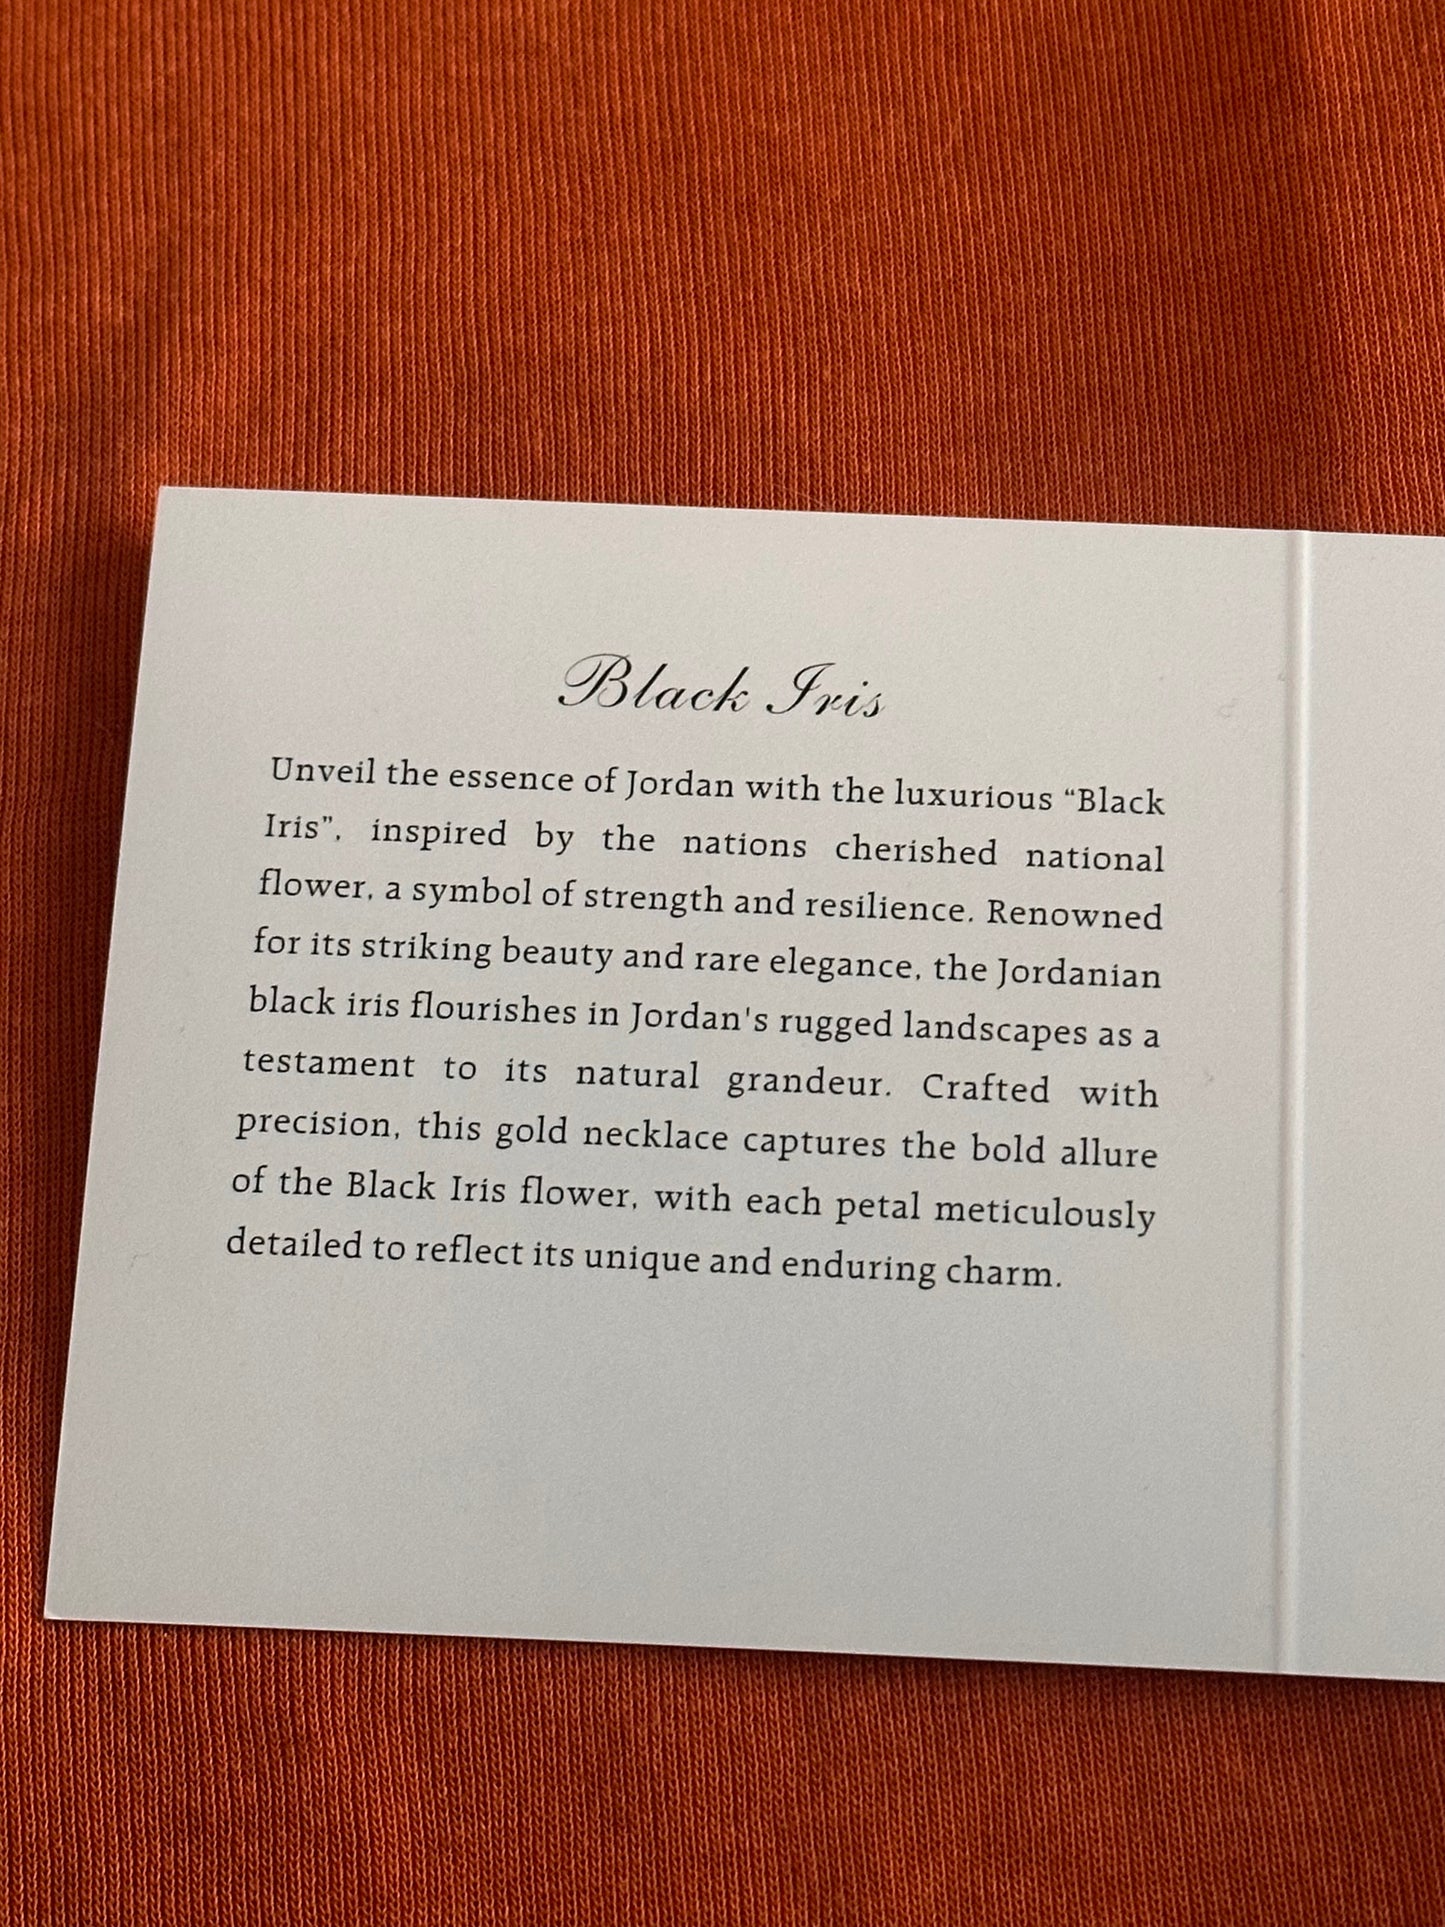 Black Iris
Unveil the essence of Jordan with the luxurious “Black
Iris”, inspired by the nations cherished national
flower, a symbol of strength and resilience. Renowned
for its striking beauty and rare elegance, the Jordanian
black iris flourishes in Jordan's rugged landscapes as a
testament to its natural grandeur. Crafted with
precision, this gold necklace captures the bold allure
of the Black Iris flower, with each petal meticulously
detailed to reflect its unique and enduring charm.